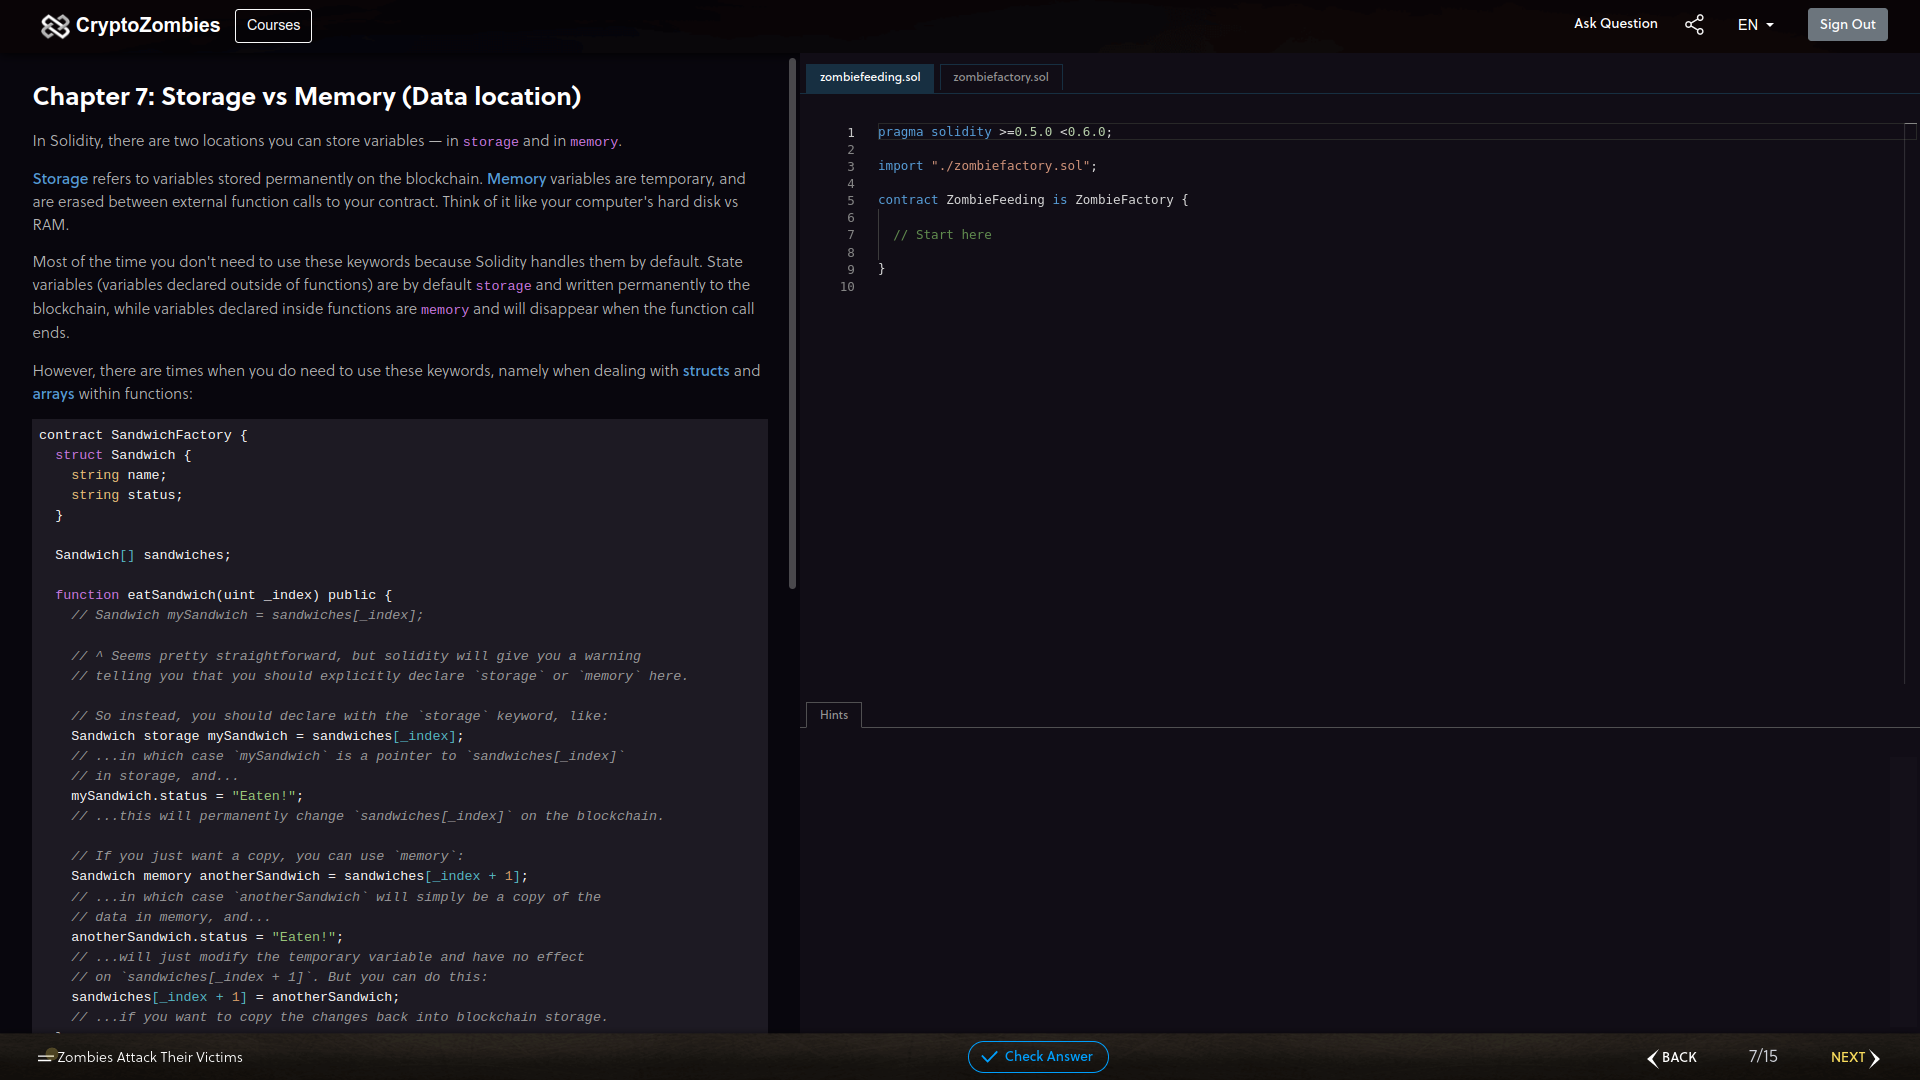 CryptoZombies
Courses
Ask Question
EN
Sign Out
Chapter 7: Storage vs Memory (Data location)
In Solidity, there are two locations you can store variables — in storage and in memory.
Storage refers to variables stored permanently on the blockchain. Memory variables are temporary, and
are erased between external function calls to your contract. Think of it like your computer's hard disk vs
RAM.
Most of the time you don't need to use these keywords because Solidity handles them by default. State
variables (variables declared outside of functions) are by default storage and written permanently to the
blockchain, while variables declared inside functions are memory and will disappear when the function call
ends.
However, there are times when you do need to use these keywords, namely when dealing with structs and
arrays within functions:
contract SandwichFactory {
struct Sandwich {
string name;
string status;
}
Sandwich[] sandwiches;
function eatSandwich(uint _index) public {
// Sandwich mySandwich = sandwiches[_index];
// ^ Seems pretty straightforward, but solidity will give you a warning
// telling you that you should explicitly declare `storage` or `memory` here.
// So instead, you should declare with the `storage` keyword, like:
Sandwich storage mySandwich = sandwiches[_index];
// ...in which case `mySandwich` is a pointer to `sandwiches[_index]`
// in storage, and...
mySandwich.status = "Eaten!";
// ...this will permanently change `sandwiches[_index]` on the blockchain.
// If you just want a copy, you can use `memory`:
Sandwich memory anotherSandwich = sandwiches[_index + 1];
// ...in which case `anotherSandwich` will simply be a copy of the
// data in memory, and...
anotherSandwich.status = "Eaten!";
// ...will just modify the temporary variable and have no effect
// on `sandwiches[_index + 1]`. But you can do this:
sandwiches[_index + 1] = anotherSandwich;
// ...if you want to copy the changes back into blockchain storage.
zombiefeeding.sol
zombiefactory.sol
1 pragma solidity >=0.5.0 <0.6.0;
2
3 import "./zombiefactory.sol";
4
5 contract ZombieFeeding is ZombieFactory {
6
7 // Start here
8
9 }
10
Hints
Zombies Attack Their Victims
Check Answer
BACK
7/15
NEXT